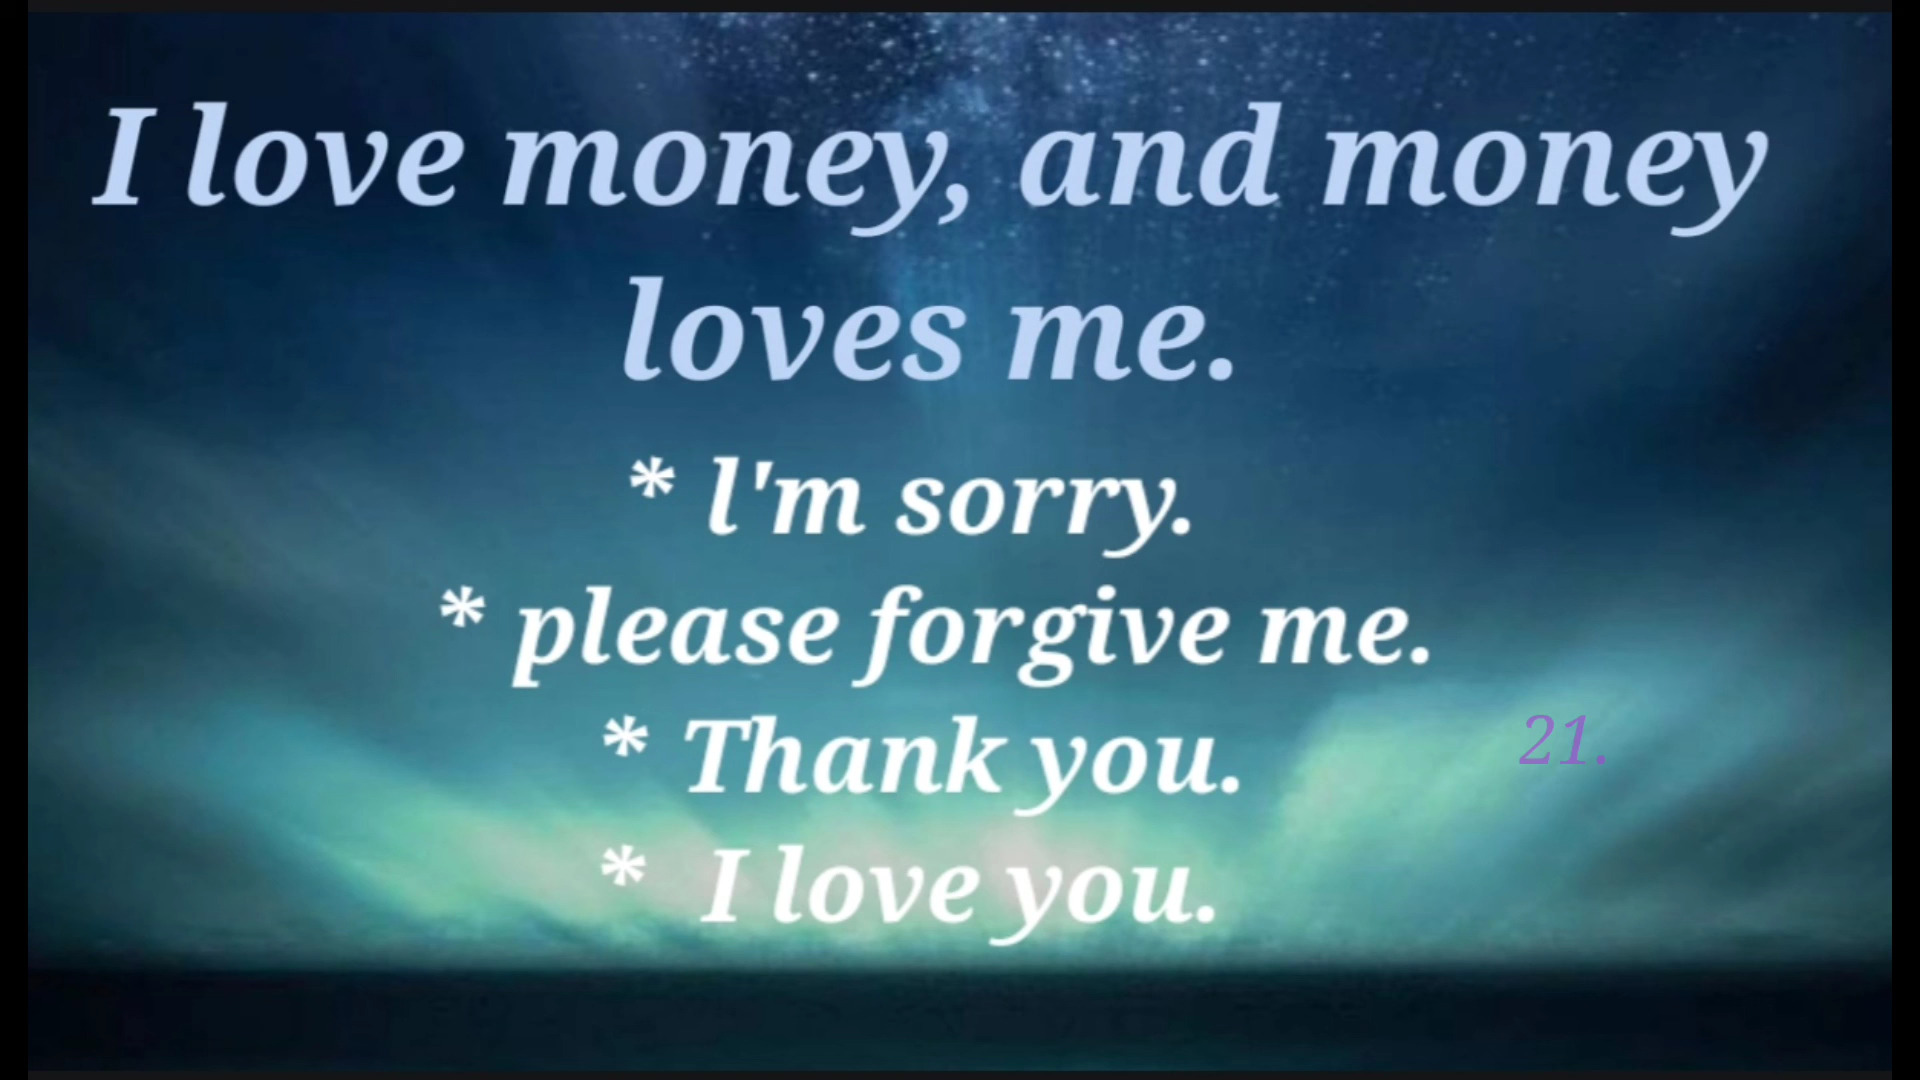 I love money, and money
loves me.
* l'm sorry.
* please forgive me.
* Thank you.
21.
* I love you.